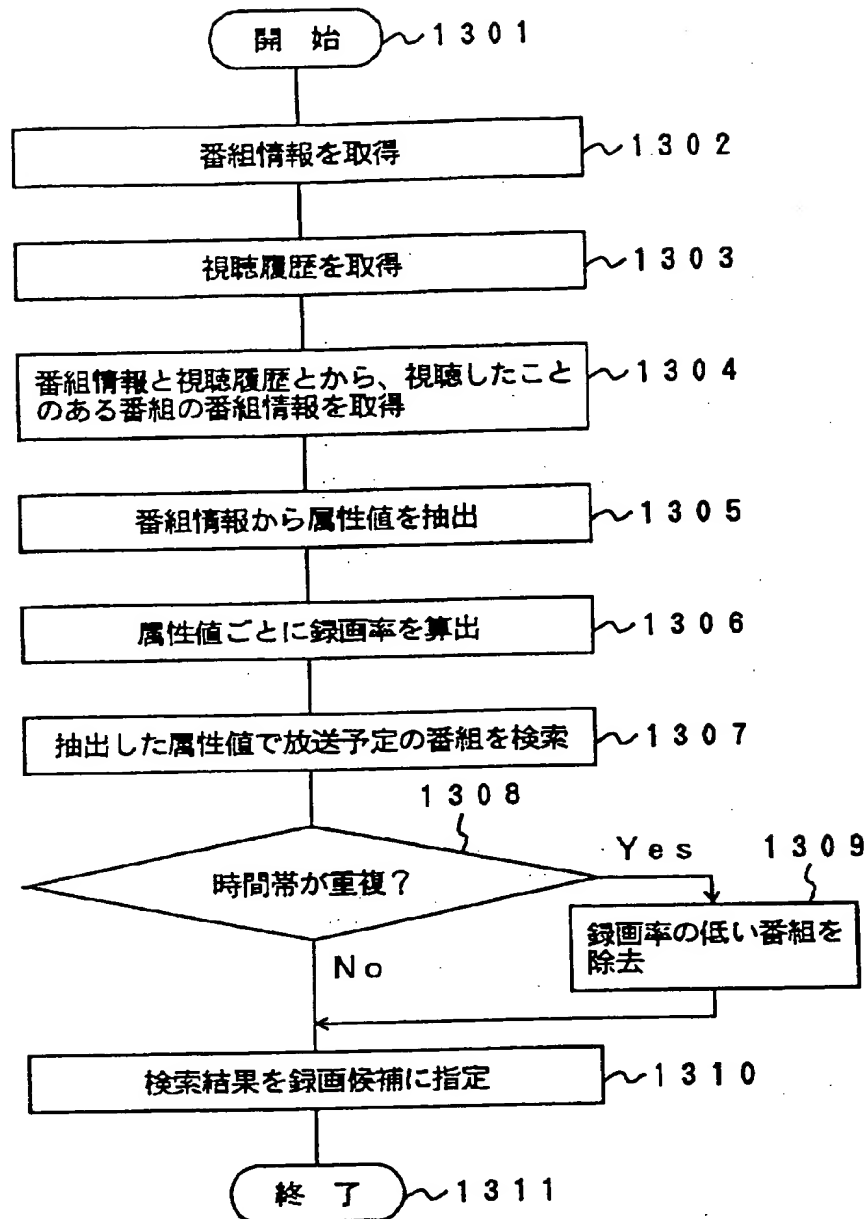 開 始 1301
番組情報を取得 1302
視聴履歴を取得 1303
番組情報と視聴履歴とから、視聴したこと
のある番組の番組情報を取得 1304
番組情報から属性値を抽出 1305
属性値ごとに録画率を算出 1306
抽出した属性値で放送予定の番組を検索 1307
1308
時間帯が重複？
Yes
1309
録画率の低い番組を
除去
No
検索結果を録画候補に指定 1310
終 了 1311